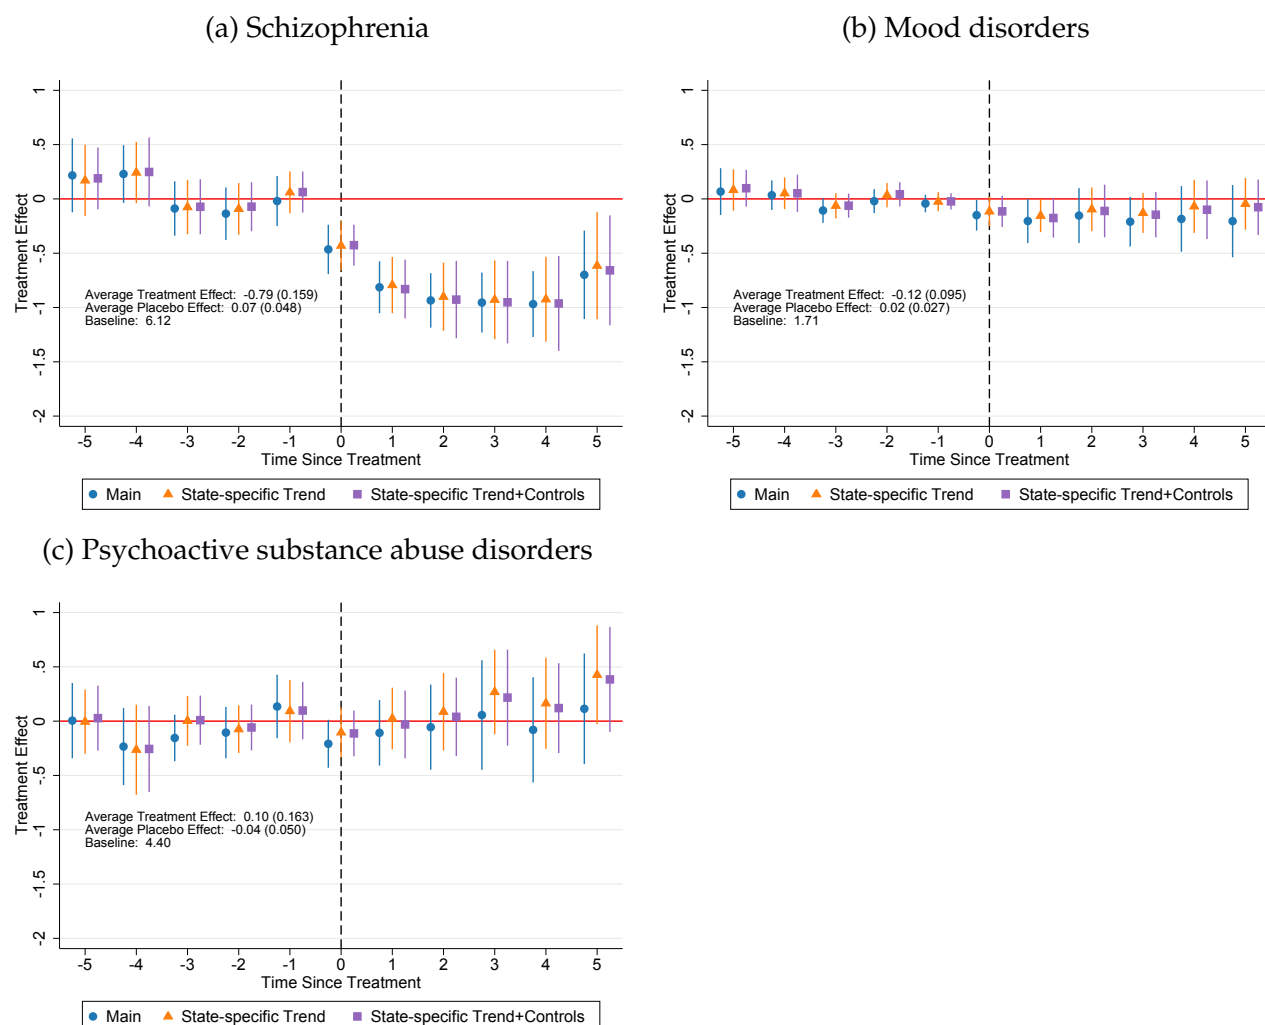 (a) Schizophrenia
Treatment Effect
1
.5
0
-.5
-1
-1.5
-2
Average Treatment Effect: -0.79 (0.159)
Average Placebo Effect: 0.07 (0.048)
Baseline: 6.12
-5 -4 -3 -2 -1 0 1 2 3 4 5
Time Since Treatment
Main State-specific Trend State-specific Trend+Controls
(b) Mood disorders
Treatment Effect
1
.5
0
-.5
-1
-1.5
-2
Average Treatment Effect: -0.12 (0.095)
Average Placebo Effect: 0.02 (0.027)
Baseline: 1.71
-5 -4 -3 -2 -1 0 1 2 3 4 5
Time Since Treatment
Main State-specific Trend State-specific Trend+Controls
(c) Psychoactive substance abuse disorders
Treatment Effect
1
.5
0
-.5
-1
-1.5
-2
Average Treatment Effect: 0.10 (0.163)
Average Placebo Effect: -0.04 (0.050)
Baseline: 4.40
-5 -4 -3 -2 -1 0 1 2 3 4 5
Time Since Treatment
Main State-specific Trend State-specific Trend+Controls